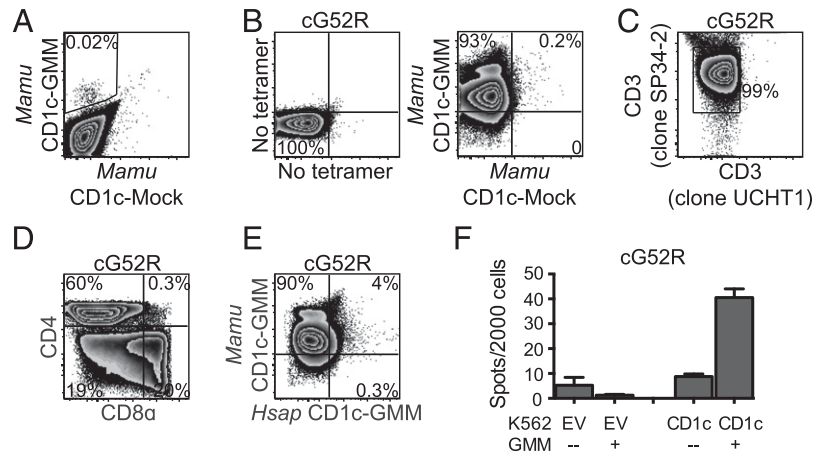 A
0.02%
Mamu
CD1c-GMM
Mamu
CD1c-Mock
B
cG52R
No tetramer
100%
No tetramer
93%
0.2%
Mamu
CD1c-GMM
0
Mamu
CD1c-Mock
C
cG52R
CD3
(clone SP34-2)
99%
CD3
(clone UCHT1)
D
cG52R
60%
0.3%
CD4
19%
20%
CD8α
E
cG52R
90%
4%
Mamu
CD1c-GMM
0.3%
Hsap CD1c-GMM
F
cG52R
Spots/2000 cells
50
40
30
20
10
0
K562 EV EV CD1c CD1c
GMM -- + -- +